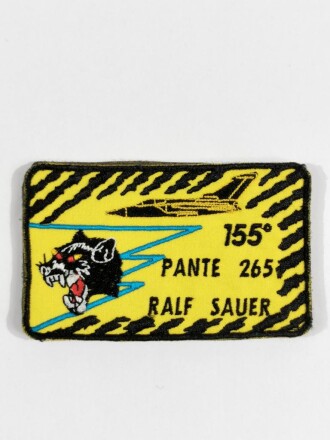 155°
PANTE 265
RALF SAUER